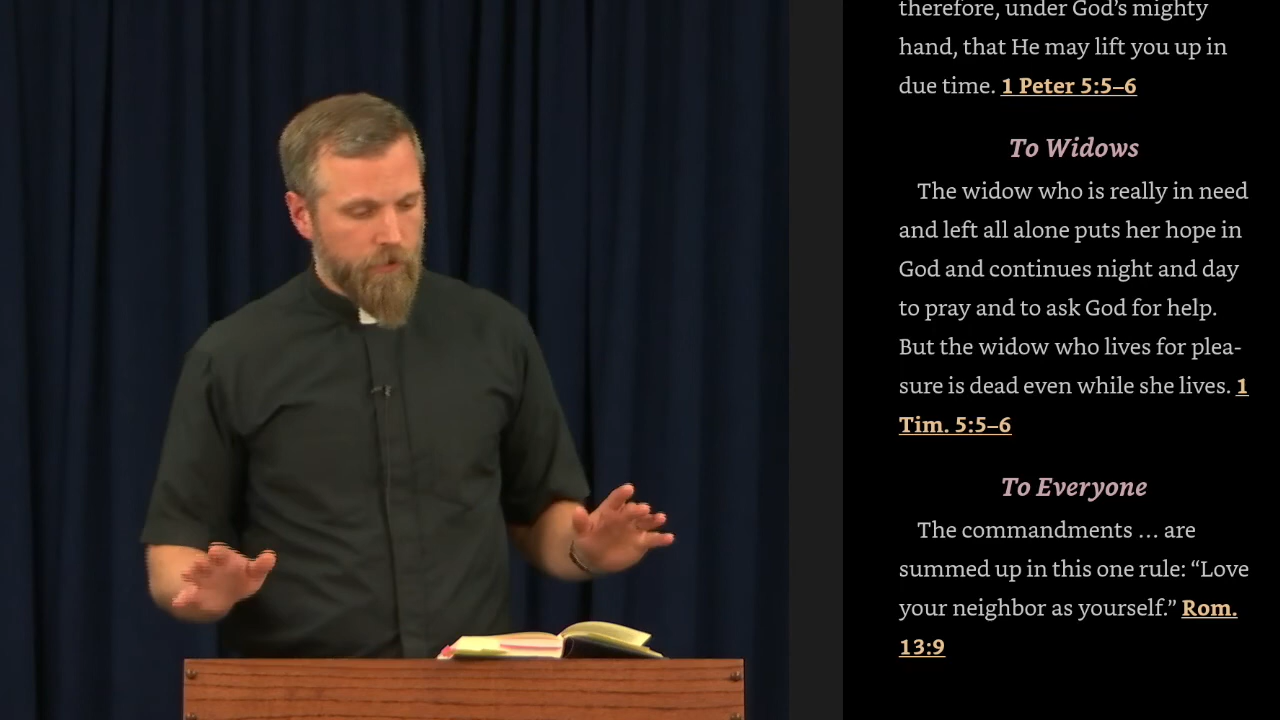 therefore, under God's mighty
hand, that He may lift you up in
due time. 1 Peter 5:5–6
To Widows
The widow who is really in need
and left all alone puts her hope in
God and continues night and day
to pray and to ask God for help.
But the widow who lives for plea-
sure is dead even while she lives. 1
Tim. 5:5–6
To Everyone
The commandments … are
summed up in this one rule: “Love
your neighbor as yourself.” Rom.
13:9